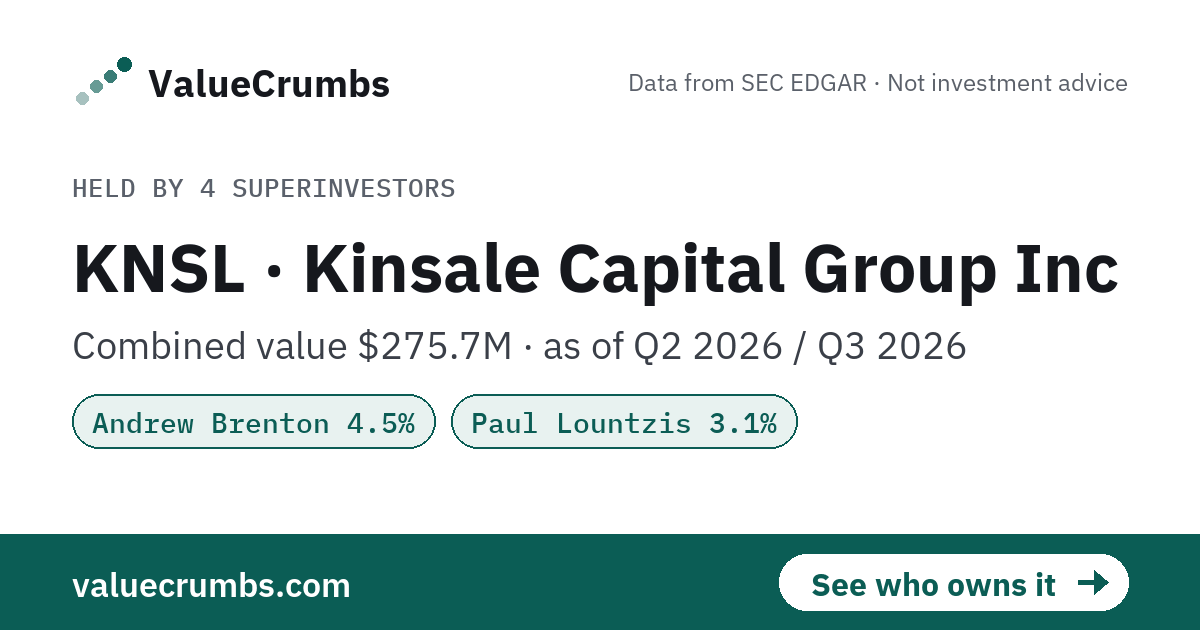 ValueCrumbs
Data from SEC EDGAR · Not investment advice
HELD BY 4 SUPERINVESTORS
KNSL · Kinsale Capital Group Inc
Combined value $275.7M · as of Q2 2026 / Q3 2026
Andrew Brenton 4.5%
Paul Lountzis 3.1%
valuecrumbs.com
See who owns it →